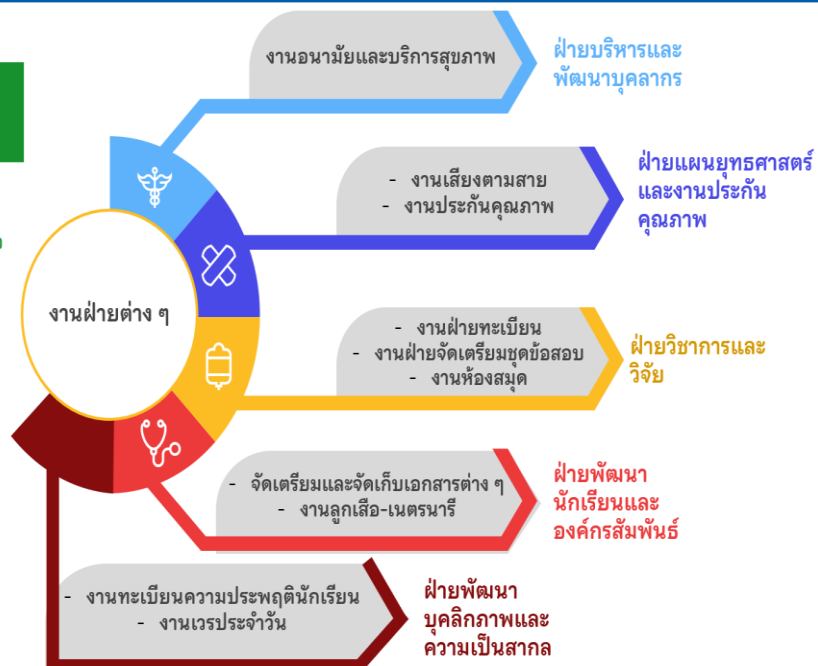 งานอนามัยและบริการสุขภาพ
ฝ่ายบริหารและ
พัฒนาบุคลากร
- งานเสียงตามสาย
- งานประกันคุณภาพ
ฝ่ายแผนยุทธศาสตร์
และงานประกัน
คุณภาพ
งานฝ่ายต่าง ๆ
- งานฝ่ายทะเบียน
- งานฝ่ายจัดเตรียมชุดข้อสอบ
- งานห้องสมุด
ฝ่ายวิชาการและ
วิจัย
- จัดเตรียมและจัดเก็บเอกสารต่าง ๆ
- งานลูกเสือ-เนตรนารี
ฝ่ายพัฒนา
นักเรียนและ
องค์กรสัมพันธ์
- งานทะเบียนความประพฤตินักเรียน
- งานเวรประจำวัน
ฝ่ายพัฒนา
บุคลิกภาพและ
ความเป็นสากล